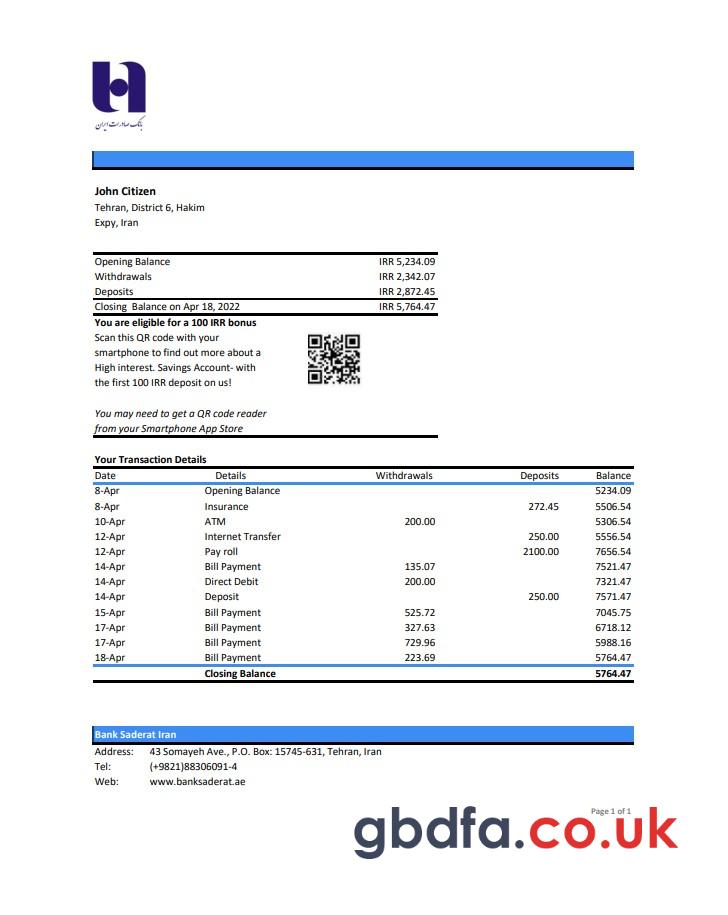 بانک صادرات ایران
John Citizen
Tehran, District 6, Hakim
Expy, Iran
Opening Balance IRR 5,234.09
Withdrawals IRR 2,342.07
Deposits IRR 2,872.45
Closing Balance on Apr 18, 2022 IRR 5,764.47
You are eligible for a 100 IRR bonus
Scan this QR code with your
smartphone to find out more about a
High interest. Savings Account- with
the first 100 IRR deposit on us!
You may need to get a QR code reader
from your Smartphone App Store
Your Transaction Details
Date Details Withdrawals Deposits Balance
8-Apr Opening Balance 5234.09
8-Apr Insurance 272.45 5506.54
10-Apr ATM 200.00 5306.54
12-Apr Internet Transfer 250.00 5556.54
12-Apr Pay roll 2100.00 7656.54
14-Apr Bill Payment 135.07 7521.47
14-Apr Direct Debit 200.00 7321.47
14-Apr Deposit 250.00 7571.47
15-Apr Bill Payment 525.72 7045.75
17-Apr Bill Payment 327.63 6718.12
17-Apr Bill Payment 729.96 5988.16
18-Apr Bill Payment 223.69 5764.47
Closing Balance 5764.47
Bank Saderat Iran
Address: 43 Somayeh Ave., P.O. Box: 15745-631, Tehran, Iran
Tel: (+9821)88306091-4
Web: www.banksaderat.ae
Page 1 of 1
gbdfa.co.uk